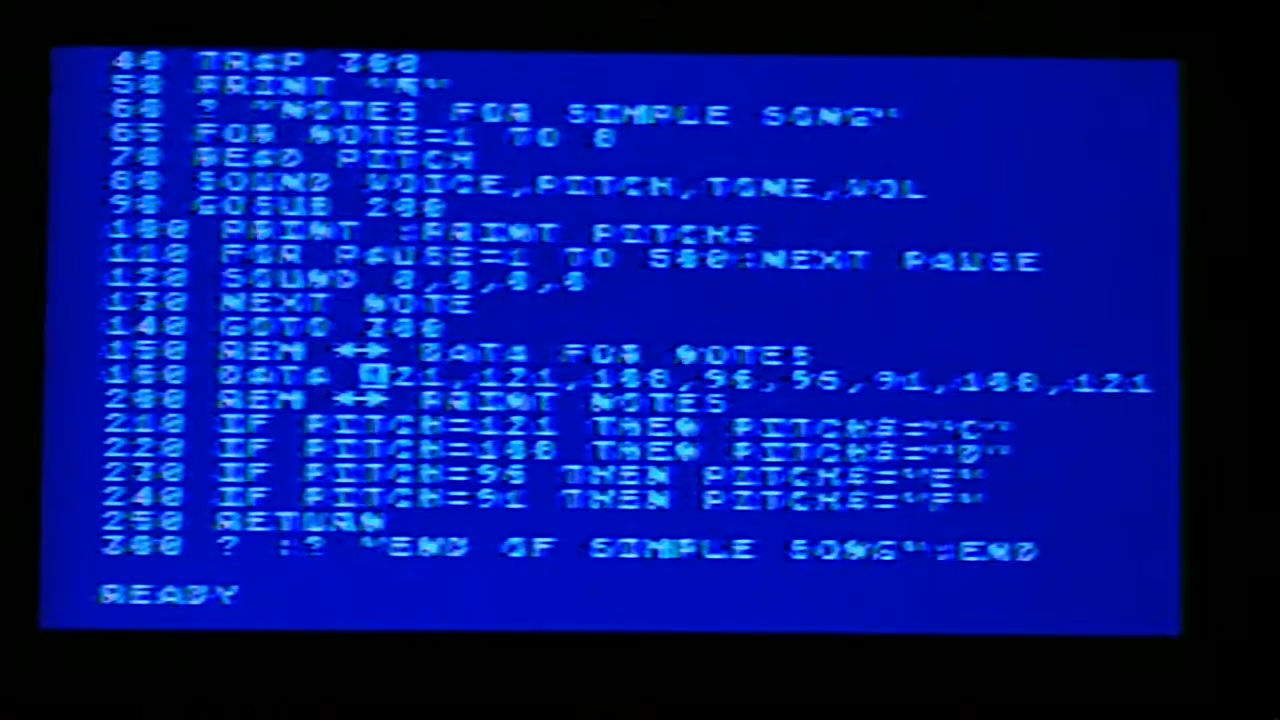 40 TRAP 300
50 PRINT "↰"
60 ? "NOTES FOR SIMPLE SONG"
65 FOR NOTE=1 TO 8
70 READ PITCH
80 SOUND VOICE,PITCH,TONE,VOL
90 GOSUB 200
100 PRINT :PRINT PITCH$
110 FOR PAUSE=1 TO 500:NEXT PAUSE
120 SOUND 0,0,0,0
130 NEXT NOTE
140 GOTO 300
150 REM ** DATA FOR NOTES
160 DATA 121,121,108,96,96,91,108,121
200 REM ** PRINT NOTES
210 IF PITCH=121 THEN PITCH$="C"
220 IF PITCH=108 THEN PITCH$="D"
230 IF PITCH=96 THEN PITCH$="E"
240 IF PITCH=91 THEN PITCH$="F"
250 RETURN
300 ? :? "END OF SIMPLE SONG":END
READY